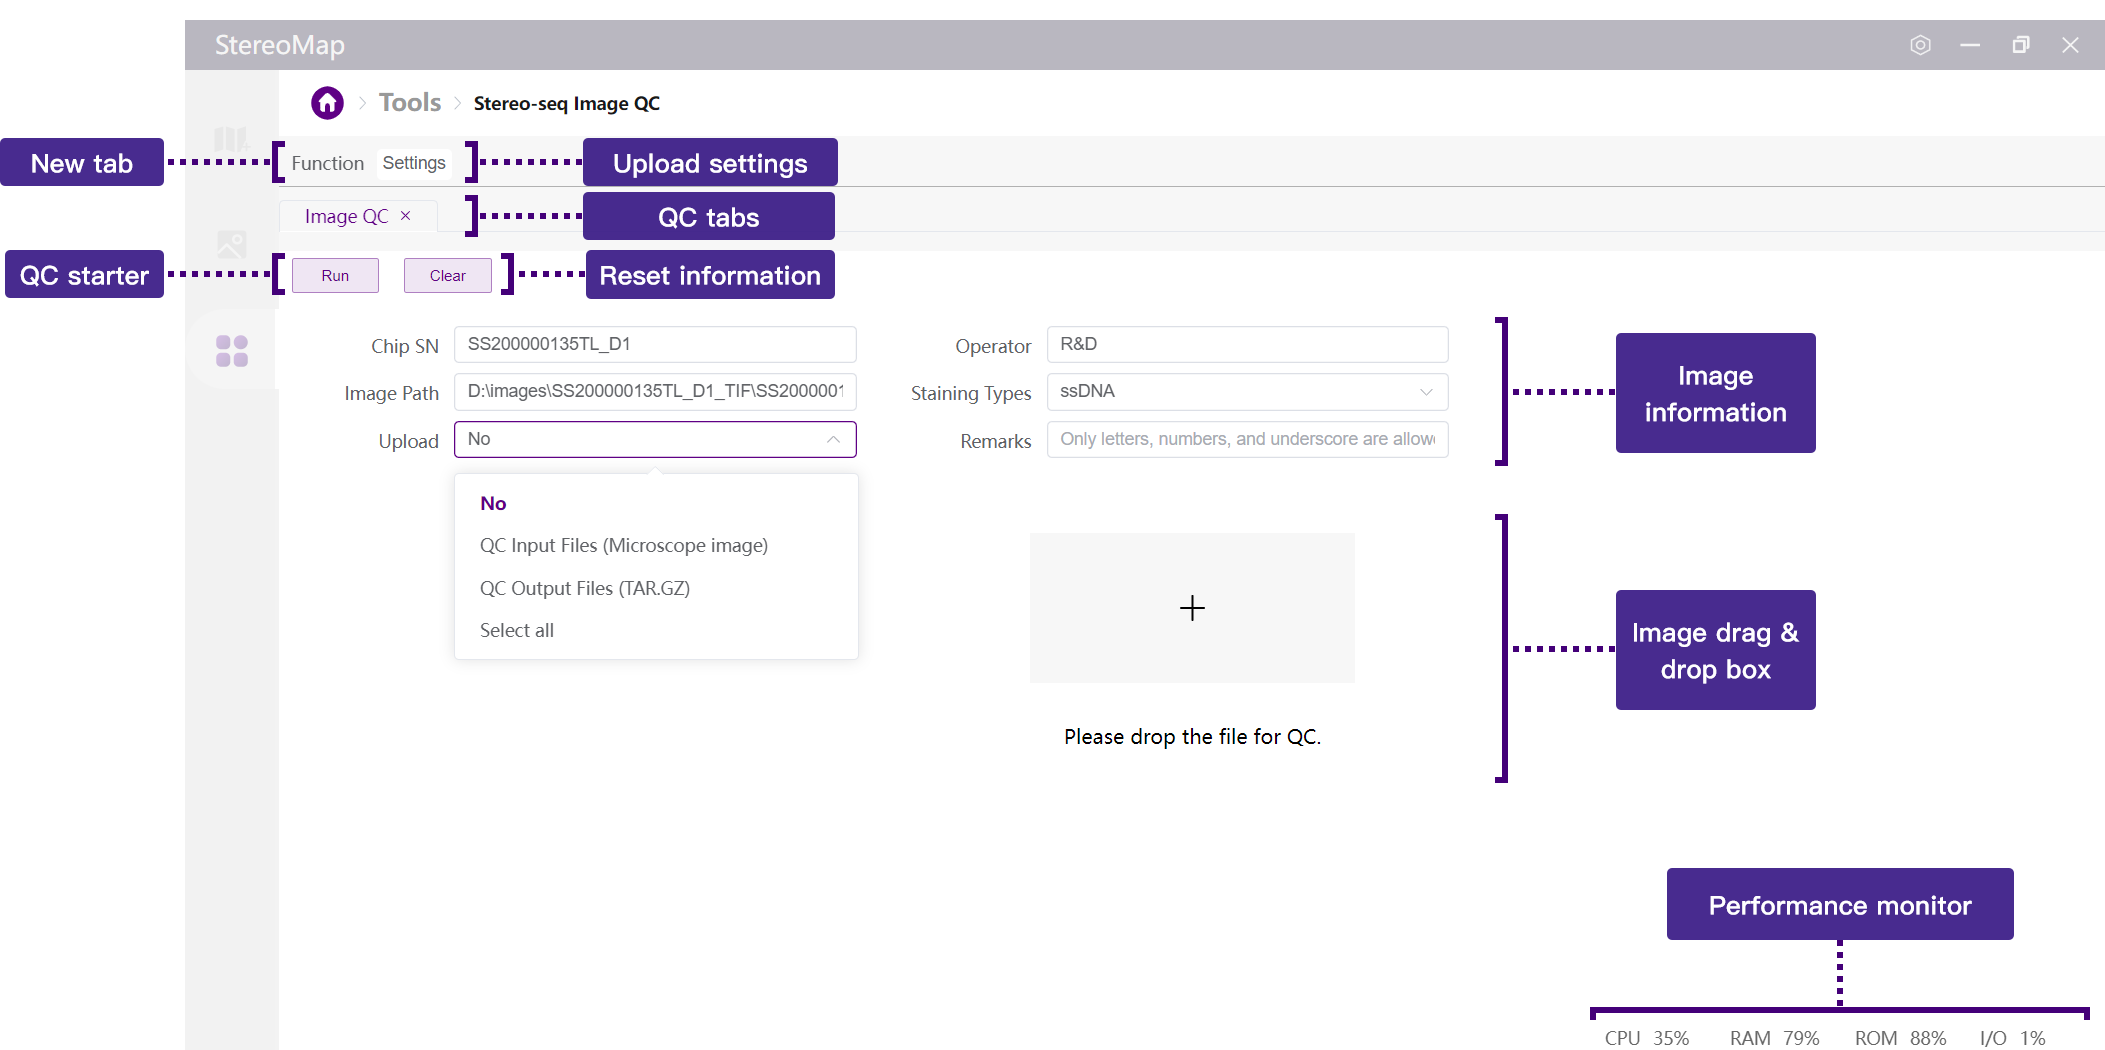 StereoMap
Tools
Stereo-seq Image QC
New tab
Function
Settings
Upload settings
Image QC
QC tabs
QC starter
Run
Clear
Reset information
Chip SN
SS200000135TL_D1
Operator
R&D
Image Path
D:\images\SS200000135TL_D1_TIF\SS2000001
Staining Types
ssDNA
Upload
No
Remarks
Only letters, numbers, and underscore are allow
Image
information
No
QC Input Files (Microscope image)
QC Output Files (TAR.GZ)
Select all
Image drag &
drop box
Please drop the file for QC.
Performance monitor
CPU 35%
RAM 79%
ROM 88%
I/O 1%